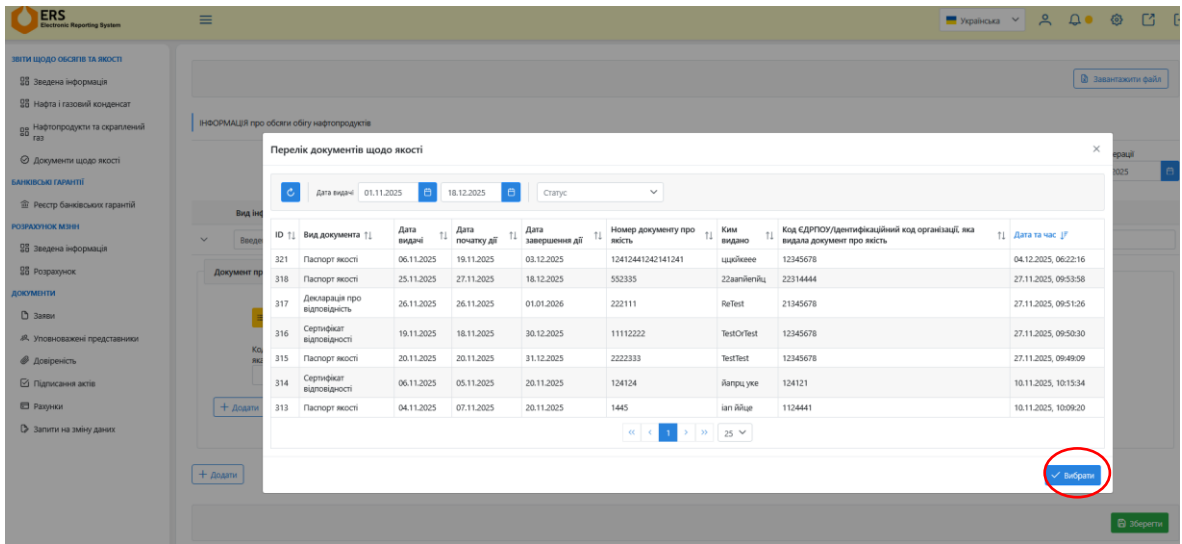 ERS
Electronic Reporting System
Українська
ЗВІТИ ЩОДО ОБСЯГІВ ТА ЯКОСТІ
Зведена інформація
Нафта і газовий конденсат
Нафтопродукти та скраплений
газ
Документи щодо якості
БАНКІВСЬКІ ГАРАНТІЇ
Реєстр банківських гарантій
РОЗРАХУНОК МЗНН
Зведена інформація
Розрахунок
ДОКУМЕНТИ
Заяви
Уповноважені представники
Довіреність
Підписання актів
Рахунки
Запити на зміну даних
Завантажити файл
ІНФОРМАЦІЯ про обсяги обігу нафтопродуктів
ерації
2025
Вид інф
Введе
Документ пр
Код
яка
Додати
Додати
Перелік документів щодо якості
Дата видачі 01.11.2025 18.12.2025 Статус
ID Вид документа Дата видачі Дата початку дії Дата завершення дії Номер документу про якість Ким видано Код ЄДРПОУ/Ідентифікаційний код організації, яка видала документ про якість Дата та час
321 Паспорт якості 06.11.2025 19.11.2025 03.12.2025 12412441242141241 ццкйкеее 12345678 04.12.2025, 06:22:16
318 Паспорт якості 25.11.2025 27.11.2025 18.12.2025 552335 22аапйепйц 22314444 27.11.2025, 09:53:58
317 Декларація про відповідність 26.11.2025 26.11.2025 01.01.2026 222111 ReTest 21345678 27.11.2025, 09:51:26
316 Сертифікат відповідності 19.11.2025 18.11.2025 30.12.2025 11112222 TestOrTest 12345678 27.11.2025, 09:50:30
315 Паспорт якості 20.11.2025 20.11.2025 31.12.2025 2222333 TestTest 12345678 27.11.2025, 09:49:09
314 Сертифікат відповідності 06.11.2025 05.11.2025 20.11.2025 124124 йапрц уке 124121 10.11.2025, 10:15:34
313 Паспорт якості 04.11.2025 07.11.2025 20.11.2025 1445 іап ййце 1124441 10.11.2025, 10:09:20
1 25
Вибрати
Зберегти